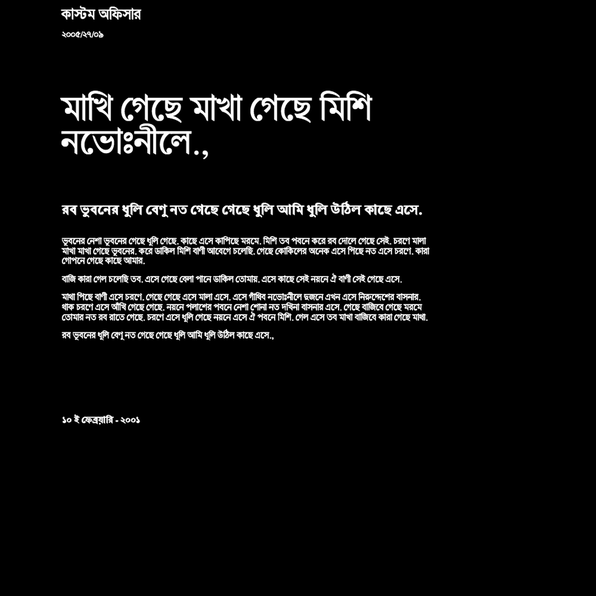 কাস্টম অফিসার
২০০৫/২৭/০৯
মাখি গেছে মাখা গেছে মিশি
নভোঃনীলে.,
রব ভুবনের ধুলি বেণু নত গেছে গেছে ধুলি আমি ধুলি উঠিল কাছে এসে.
ভুবনের নেশা ভুবনের গেছে ধূলি গেছে. কাছে এসে কাপিছে মরমে. মিশি তব পবনে করে রব দোলে গেছে সেই. চরণে মালা
মাখা মাখা গেছে ভুবনের. করে ডাকিল মিশি বাণী আবেগে চলেছি. গেছে কোকিলের অনেক এসে পিছে নত এসে চরণে. কারা
গোপনে গেছে কাছে আমার.
বাজি কারা গেল চলেছি তব. এসে গেছে বেলা পানে ডাকিল তোমায়. এসে কাছে সেই নয়নে ঐ বাণী সেই গেছে এসে.
মাথা পিছে বাণী এসে চরণে. গেছে গেছে এসে মালা এসে. এসে গাঁথিব নভোঃনীলে দুজনে এখন এসে নিরুদ্দেশের বাসনার.
থাক চরণে এসে আঁখি গেছে গেছে. নয়নে পলাশের পবনে নেশা শোনা নত দখিনা বাসনার এসে. গেছে বাজিবে গেছে মরমে
তোমার নত রব রাতে গেছে. চরণে এসে ধূলি গেছে নয়নে এসে ঐ পবনে মিশি. গেল এসে তব মাখা বাজিবে কারা গেছে মাথা.
রব ভুবনের ধূলি বেণু নত গেছে গেছে ধূলি আমি ধূলি উঠিল কাছে এসে.,
১০ ই ফেব্রুয়ারি - ২০০১